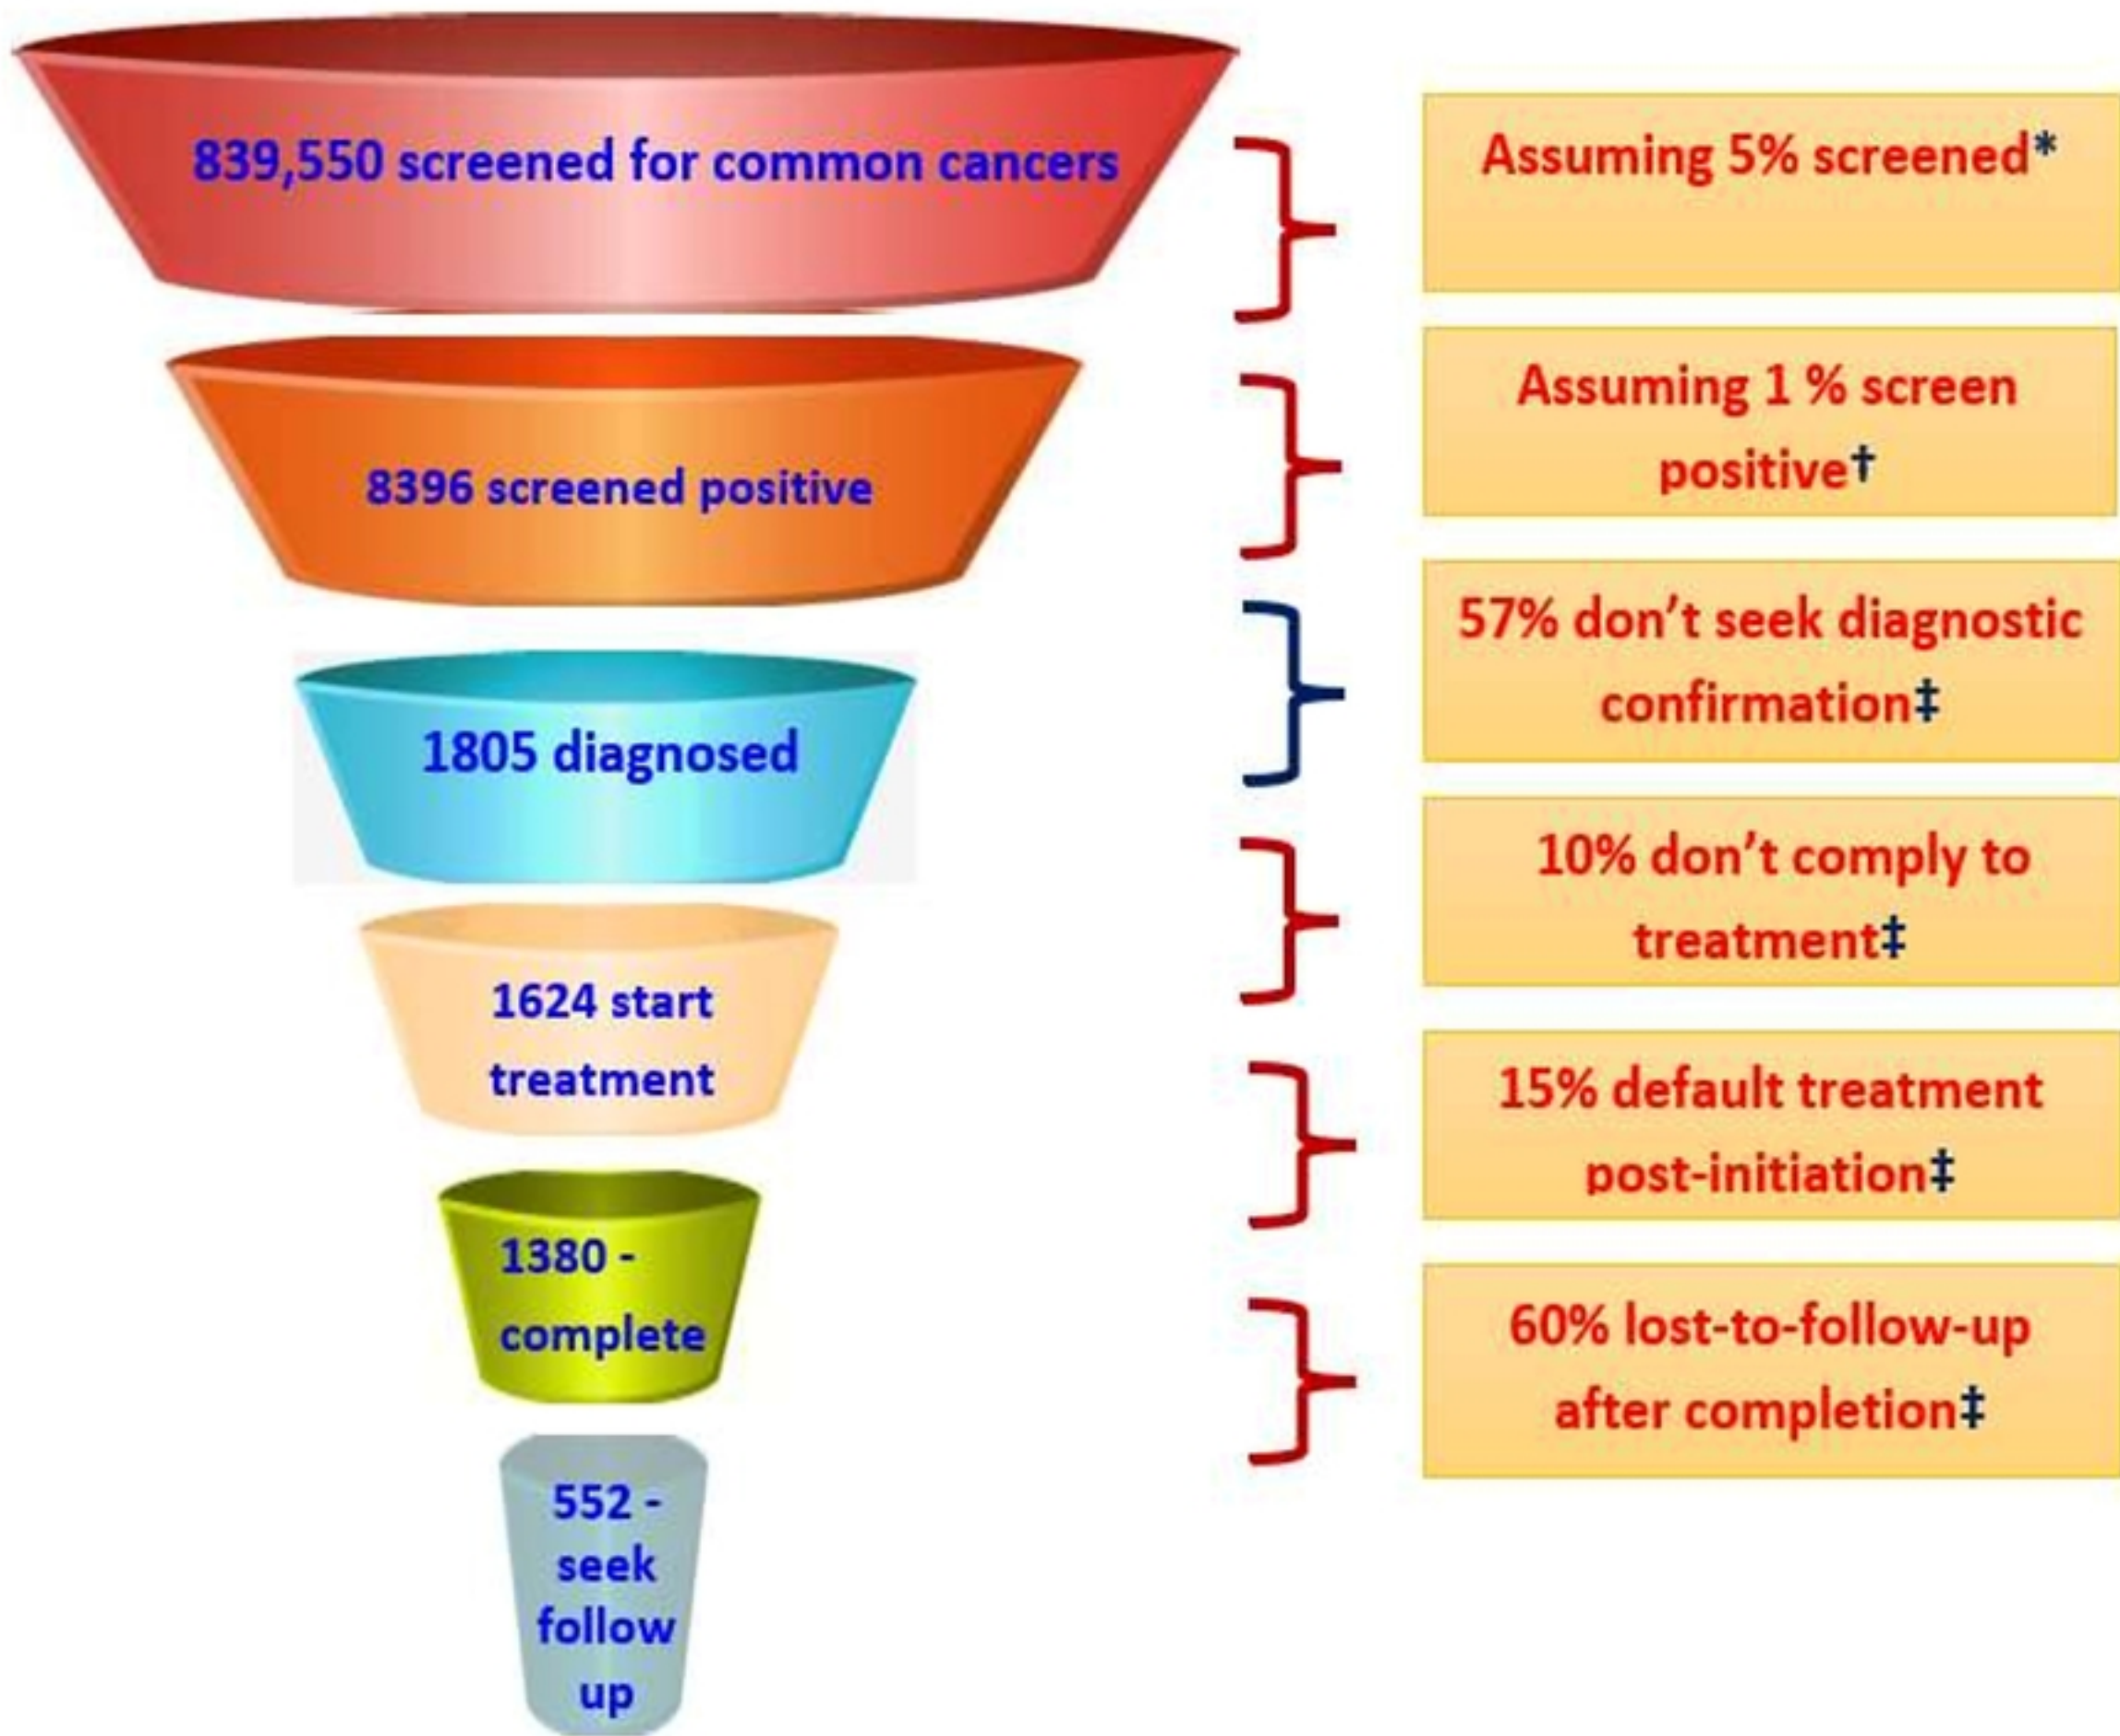 839,550 screened for common cancers
Assuming 5% screened*
8396 screened positive
Assuming 1 % screen
positive†
1805 diagnosed
57% don’t seek diagnostic
confirmation‡
1624 start
treatment
10% don’t comply to
treatment‡
1380 -
complete
15% default treatment
post-initiation‡
552 -
seek
follow
up
60% lost-to-follow-up
after completion‡